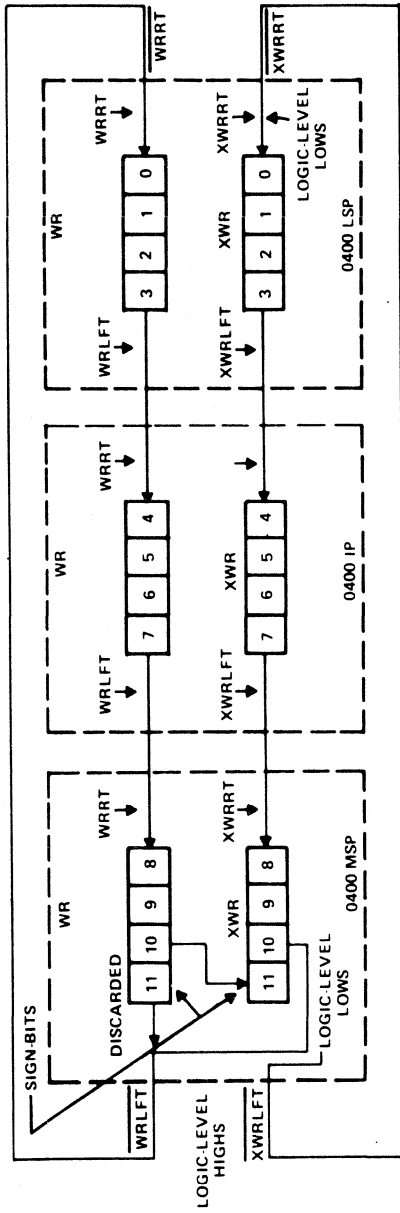 SIGN-BITS
WRLFT
LOGIC-LEVEL
HIGHS
XWRLFT
WR
WRRT
DISCARDED
11 10 9 8
XWR
XWRRT
11 10 9 8
LOGIC-LEVEL
LOWS
0400 MSP
WR
WRLFT
WRRT
7 6 5 4
XWRLFT
XWR
7 6 5 4
0400 IP
WR
WRLFT
WRRT
3 2 1 0
XWRLFT
XWR
XWRRT
3 2 1 0
LOGIC-LEVEL
LOWS
0400 LSP
WRRT
XWRRT